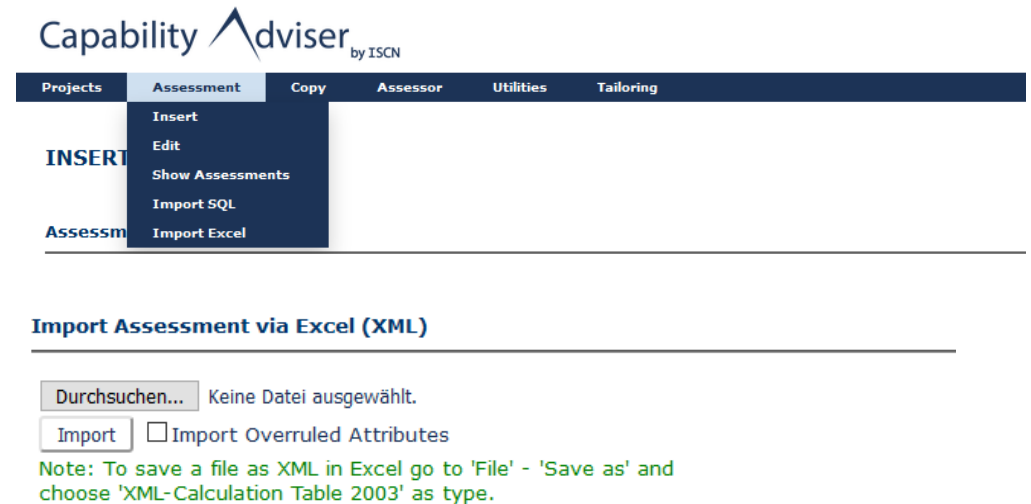 Capability Adviser by ISCN
Projects Assessment Copy Assessor Utilities Tailoring
Insert
Edit
INSERT
Show Assessments
Import SQL
Assessm
Import Excel
Import Assessment via Excel (XML)
Durchsuchen... Keine Datei ausgewählt.
Import Import Overruled Attributes
Note: To save a file as XML in Excel go to 'File' - 'Save as' and
choose 'XML-Calculation Table 2003' as type.